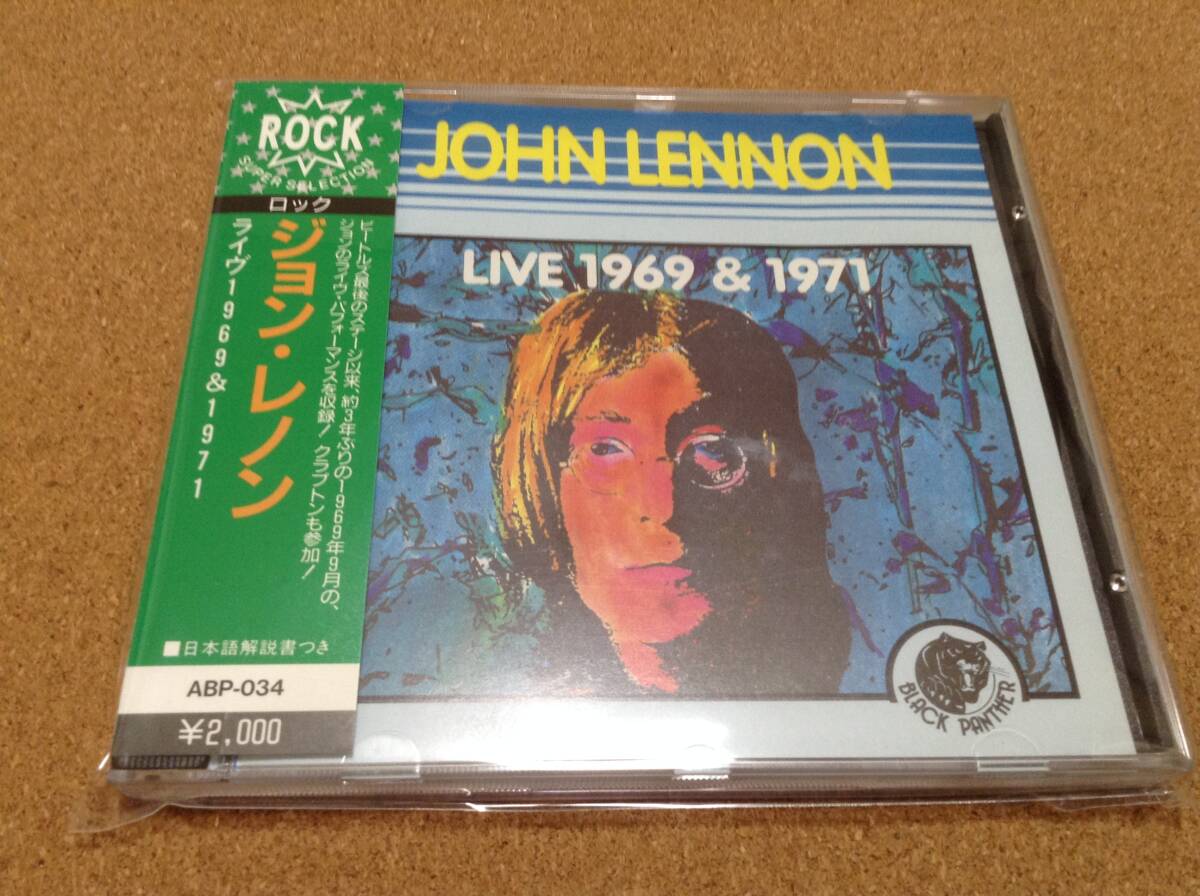 ROCK
SUPER SELECTION
ロック
ジョン・レノン
ライヴ1969&1971
ビートルズ最後のステージ以来、約3年ぶりの1969年9月の、
ジョンのライヴ・パフォーマンスを収録! クラプトンも参加!
■日本語解説書つき
ABP-034
¥2,000
JOHN LENNON
LIVE 1969 & 1971
BLACK PANTHER